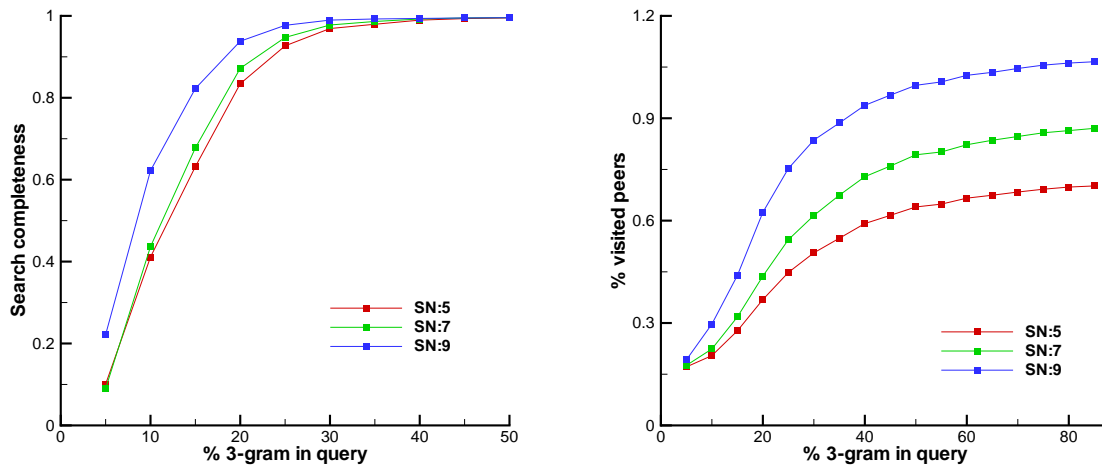 1
0.8
0.6
0.4
0.2
0
Search completeness
0
10
20
30
40
50
% 3-gram in query
SN:5
SN:7
SN:9
1.2
0.9
0.6
0.3
0
% visited peers
0
20
40
60
80
% 3-gram in query
SN:5
SN:7
SN:9